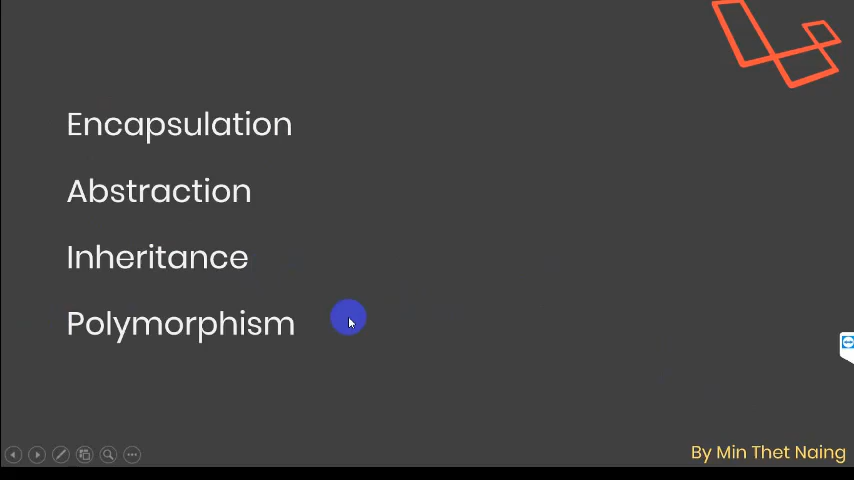 Encapsulation
Abstraction
Inheritance
Polymorphism
By Min Thet Naing